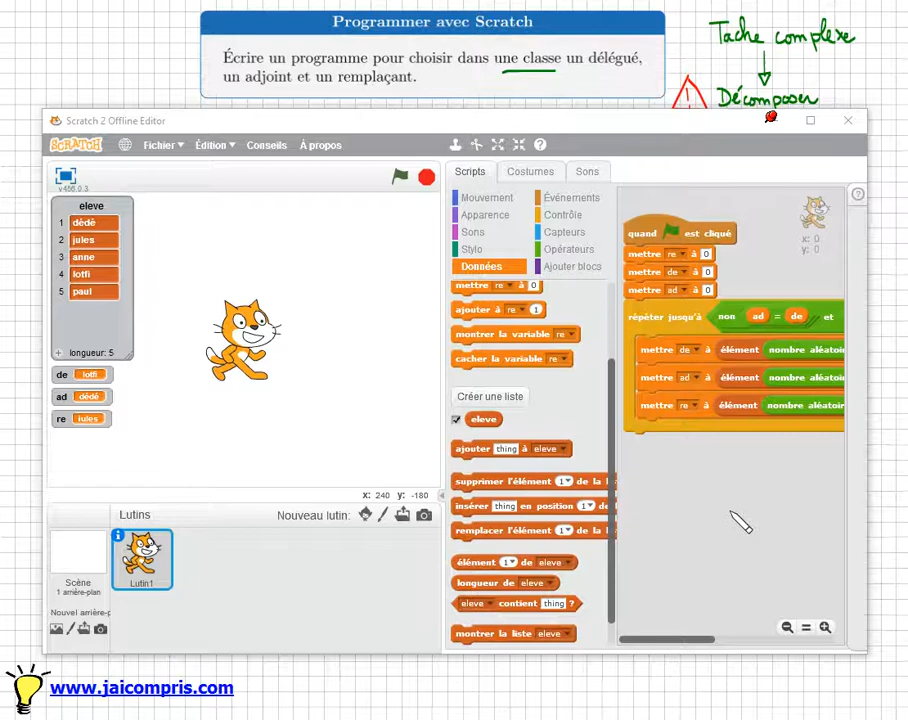 Programmer avec Scratch
Écrire un programme pour choisir dans une classe un délégué,
un adjoint et un remplaçant.
Tache complexe
Décomposer
Scratch 2 Offline Editor
SCRATCH Fichier Édition Conseils À propos
v456.0.3
eleve
1 dédé
2 jules
3 anne
4 lotfi
5 paul
+ longueur: 5
de lotfi
ad dédé
re jules
x: 240 y: -180
Lutins Nouveau lutin:
Scène
1 arrière-plan
Nouvel arrière-p
Lutin1
Scripts Costumes Sons
Mouvement Événements
Apparence Contrôle
Sons Capteurs
Stylo Opérateurs
Données Ajouter blocs
mettre re à 0
ajouter à re 1
montrer la variable re
cacher la variable re
Créer une liste
eleve
ajouter thing à eleve
supprimer l'élément 1 de la l
insérer thing en position 1 de
remplacer l'élément 1 de la l
élément 1 de eleve
longueur de eleve
eleve contient thing ?
montrer la liste eleve
x: 0
y: 0
quand est cliqué
mettre re à 0
mettre de à 0
mettre ad à 0
répéter jusqu'à non ad = de et
mettre de à élément nombre aléatoir
mettre ad à élément nombre aléatoir
mettre re à élément nombre aléatoir
www.jaicompris.com